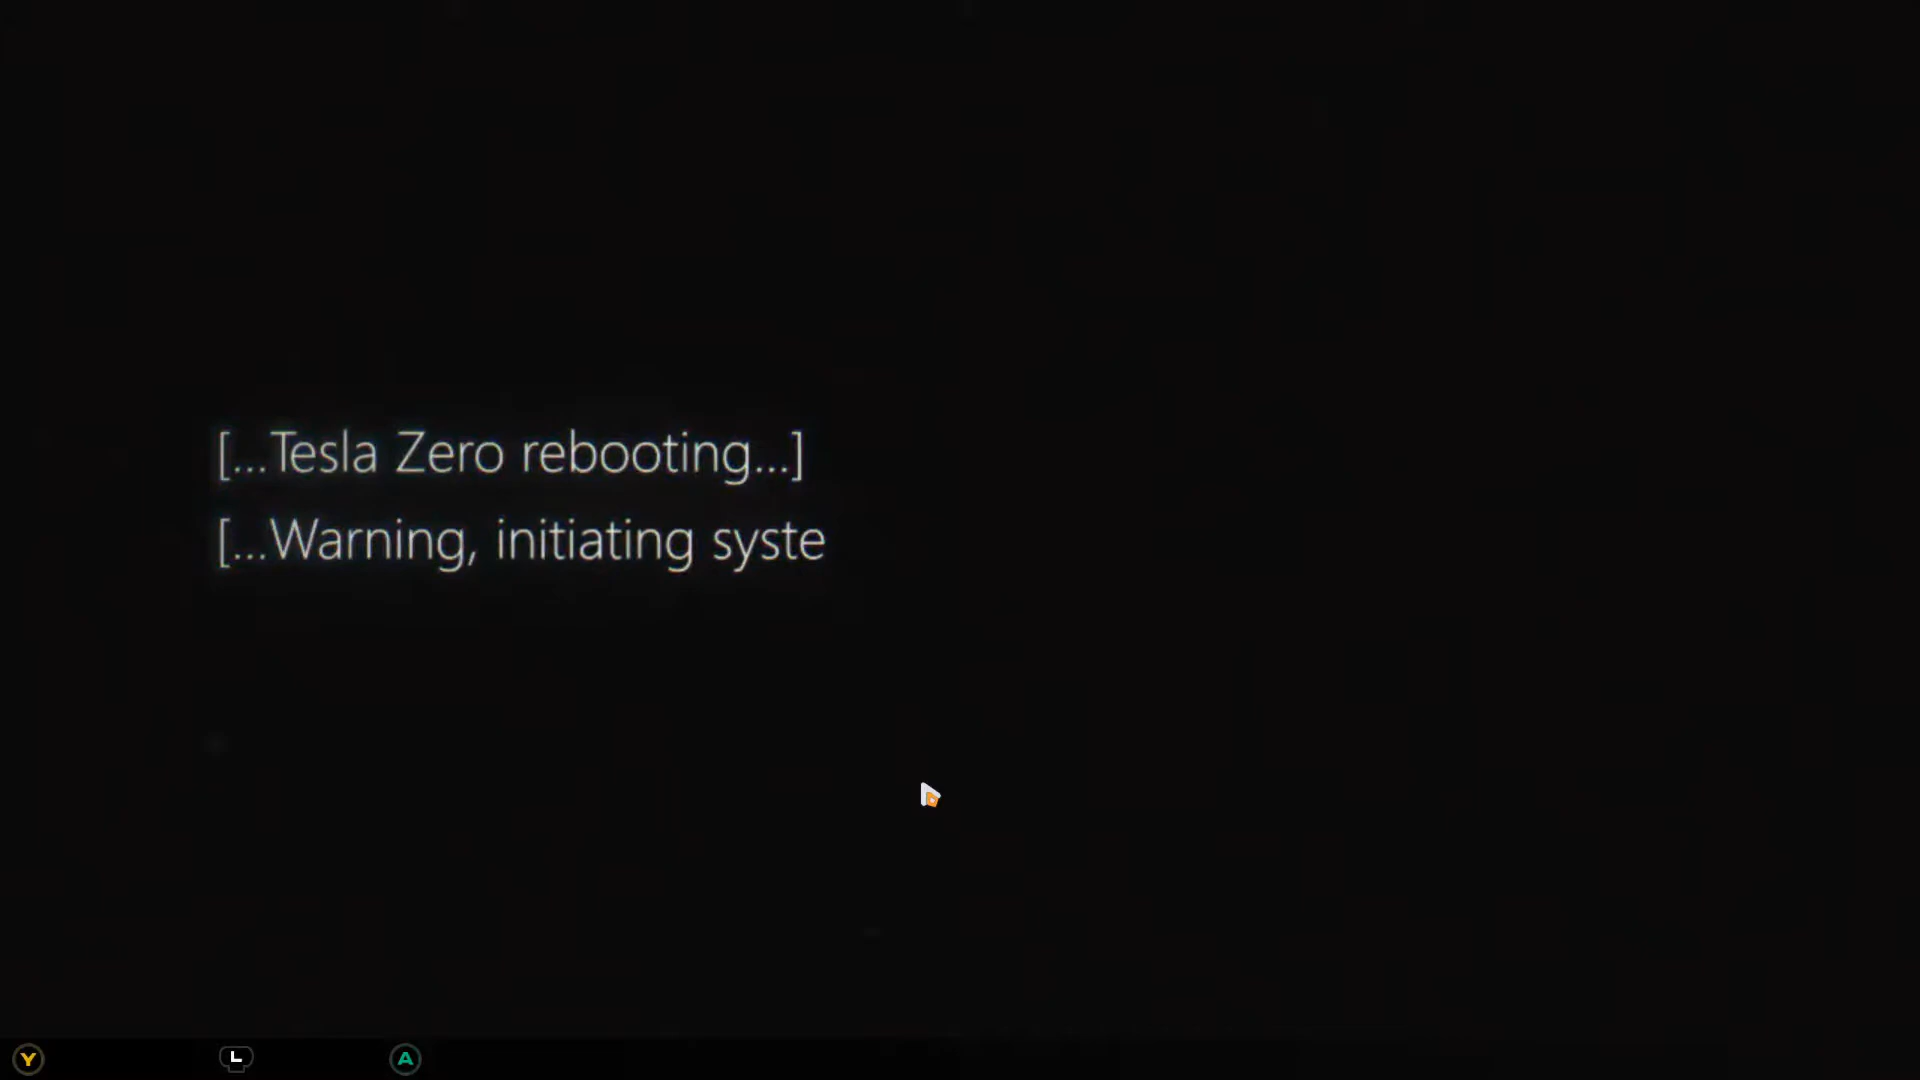 [...Tesla Zero rebooting...]
[...Warning, initiating syste
Y L A